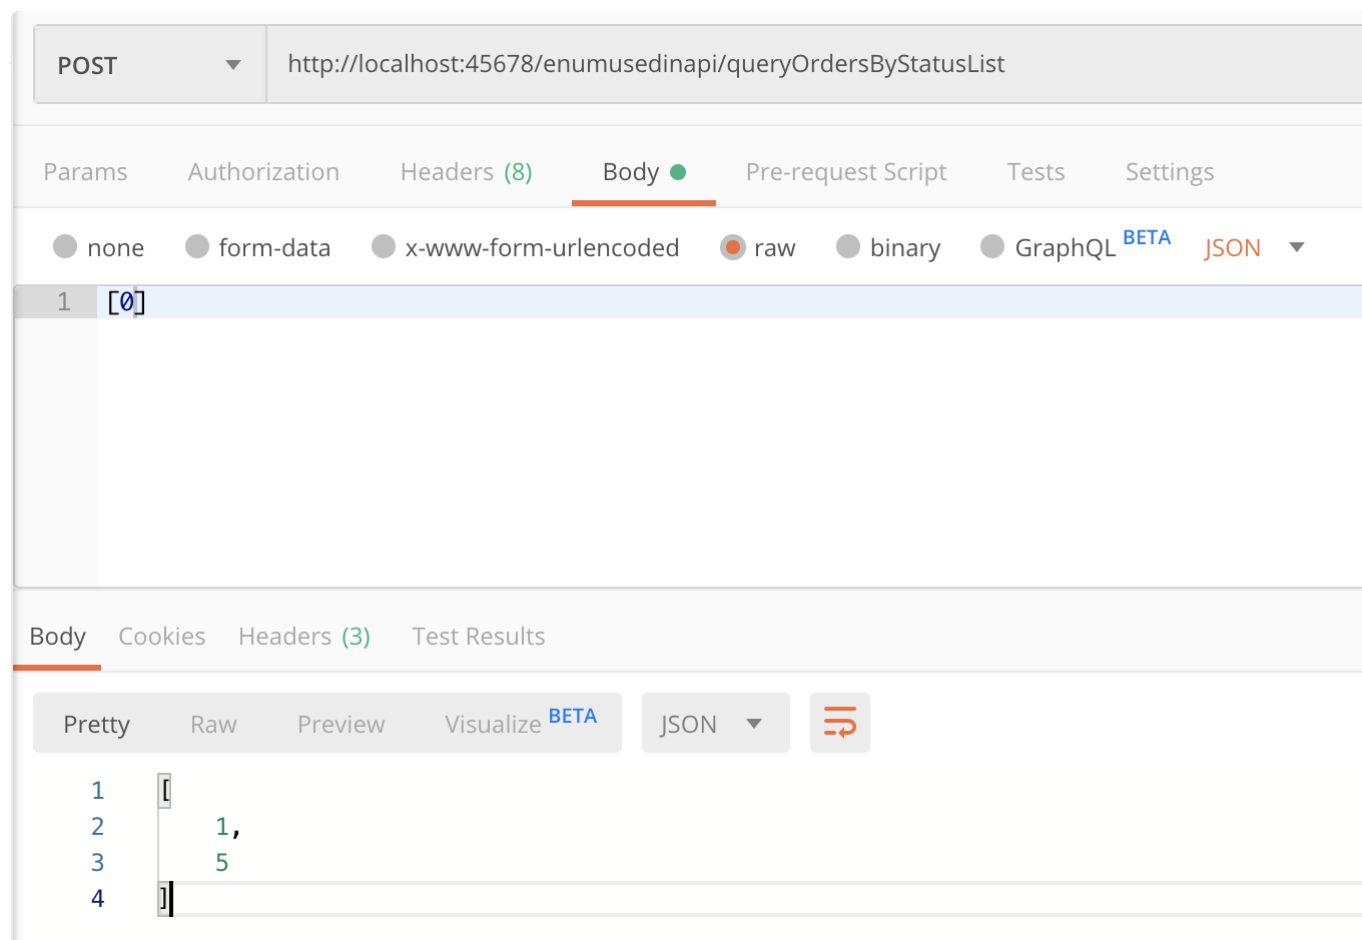 POST http://localhost:45678/enumusedinapi/queryOrdersByStatusList
Params Authorization Headers (8) Body Pre-request Script Tests Settings
none form-data x-www-form-urlencoded raw binary GraphQL BETA JSON
1 [0]
Body Cookies Headers (3) Test Results
Pretty Raw Preview Visualize BETA JSON
1 [
2 1,
3 5
4 ]